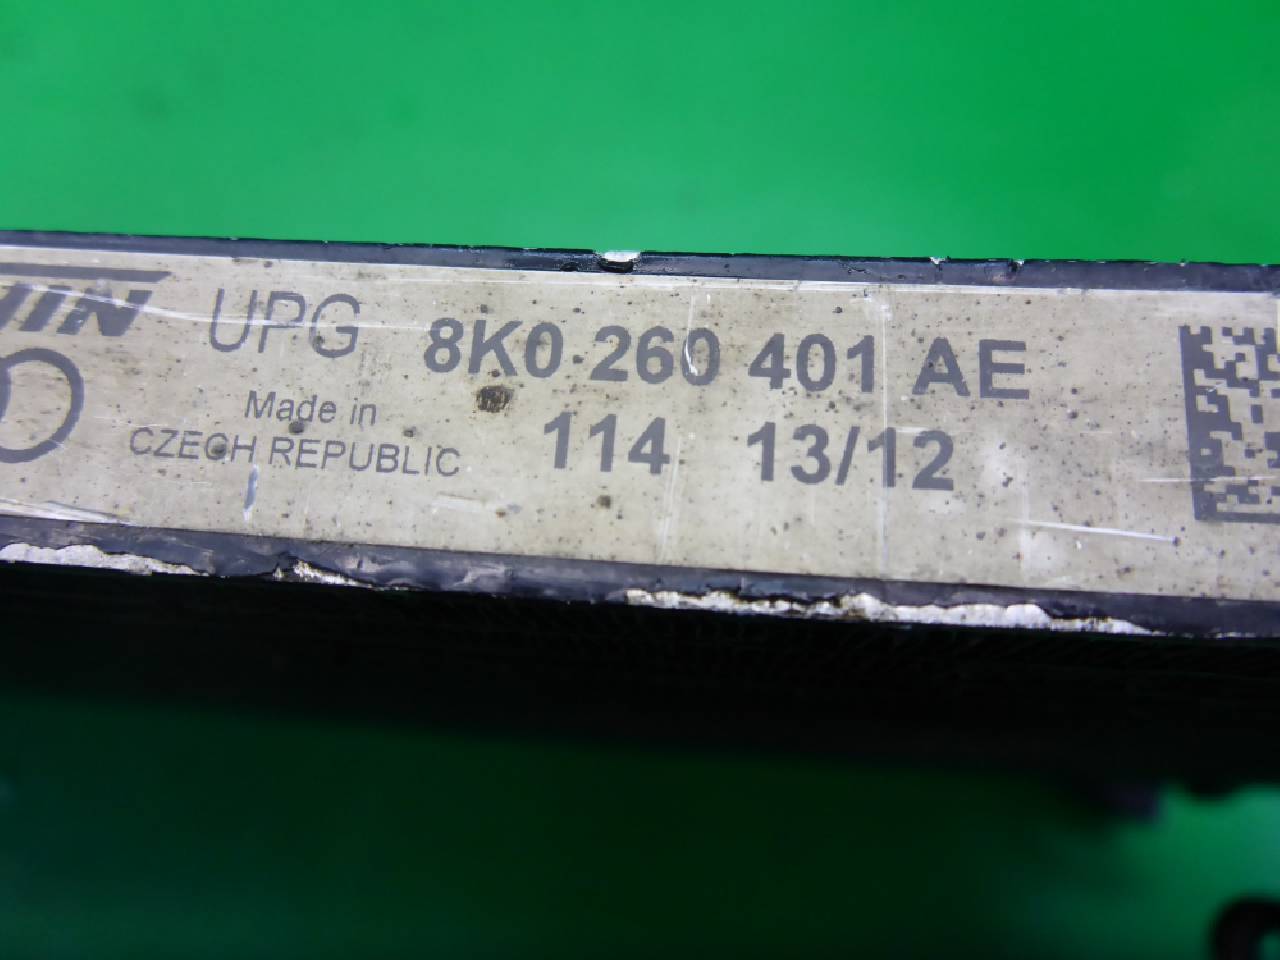 UPG 8K0 260 401 AE
Made in
CZECH REPUBLIC
114 13/12